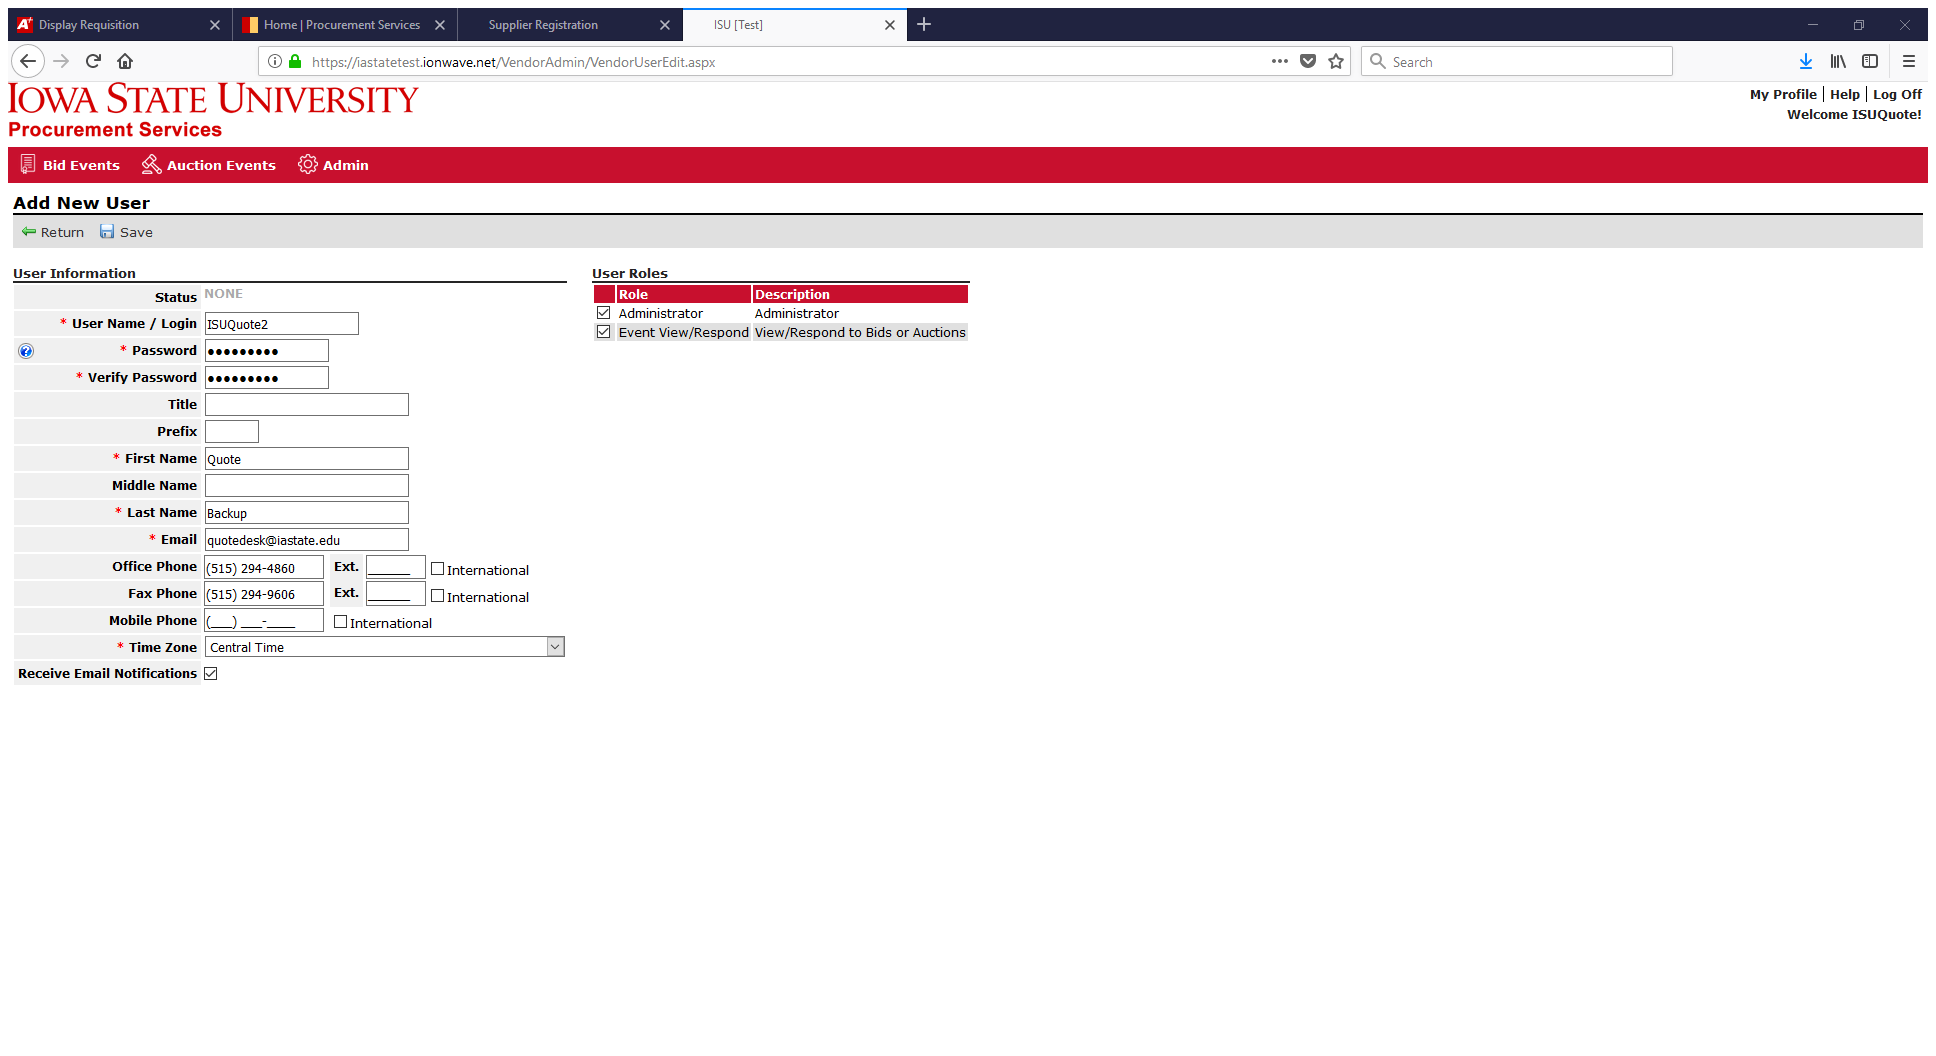 Display Requisition
Home | Procurement Services
Supplier Registration
ISU [Test]
https://iastatetest.ionwave.net/VendorAdmin/VendorUserEdit.aspx
Search
IOWA STATE UNIVERSITY
Procurement Services
My Profile | Help | Log Off
Welcome ISUQuote!
Bid Events Auction Events Admin
Add New User
Return Save
User Information
Status NONE
* User Name / Login ISUQuote2
* Password •••••••••
* Verify Password •••••••••
Title
Prefix
* First Name Quote
Middle Name
* Last Name Backup
* Email quotedesk@iastate.edu
Office Phone (515) 294-4860 Ext. ______ International
Fax Phone (515) 294-9606 Ext. ______ International
Mobile Phone (___) ___-____ International
* Time Zone Central Time
Receive Email Notifications
User Roles
Role Description
Administrator Administrator
Event View/Respond View/Respond to Bids or Auctions